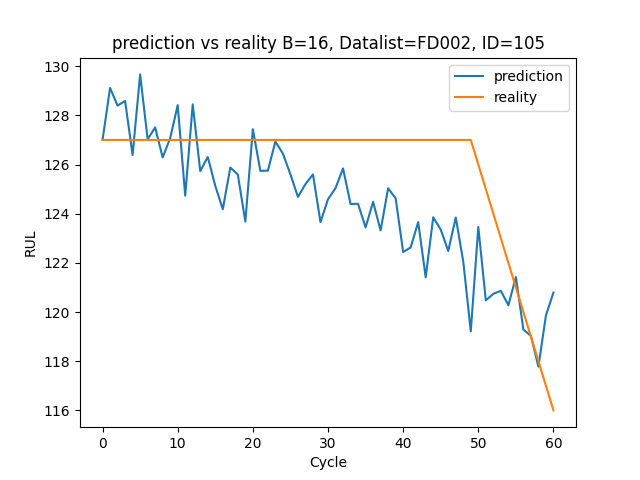 prediction vs reality B=16, Datalist=FD002, ID=105
prediction
reality
130
128
126
124
122
120
118
116
RUL
0 10 20 30 40 50 60
Cycle